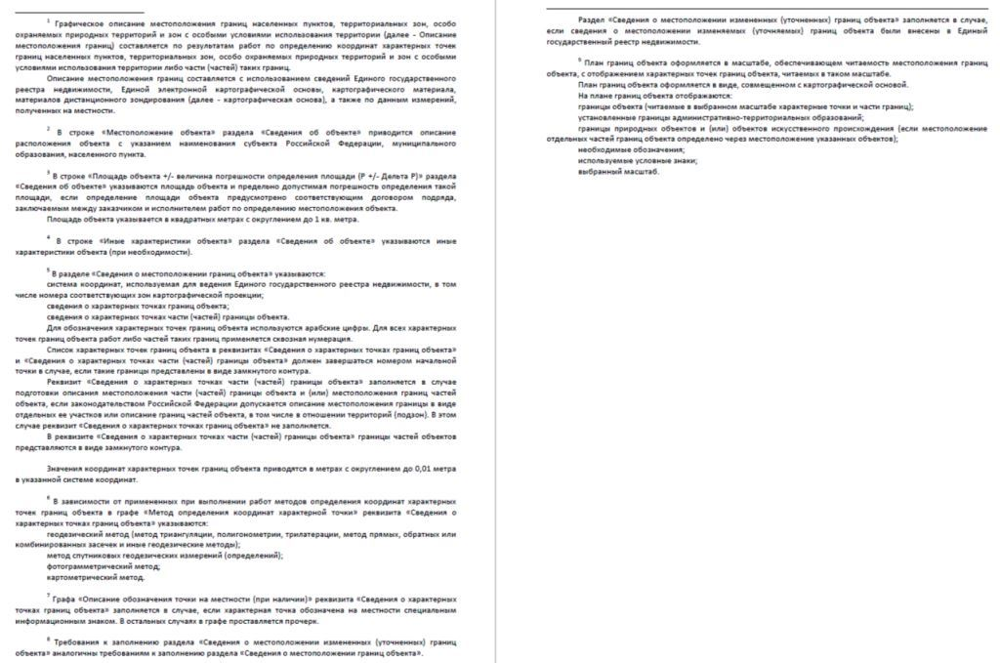 1 Графическое описание местоположения границ населенных пунктов, территориальных зон, особо
охраняемых природных территорий и зон с особыми условиями использования территории (далее - Описание
местоположения границ) составляется по результатам работ по определению координат характерных точек
границ населенных пунктов, территориальных зон, особо охраняемых природных территорий и зон с особыми
условиями использования территории либо части (частей) таких границ.
Описание местоположения границ составляется с использованием сведений Единого государственного
реестра недвижимости, Единой электронной картографической основы, картографического материала,
материалов дистанционного зондирования (далее - картографическая основа), а также по данным измерений,
полученных на местности.
2 В строке «Местоположение объекта» раздела «Сведения об объекте» приводится описание
расположения объекта с указанием наименования субъекта Российской Федерации, муниципального
образования, населенного пункта.
3 В строке «Площадь объекта +/- величина погрешности определения площади (Р +/- Дельта Р)» раздела
«Сведения об объекте» указываются площадь объекта и предельно допустимая погрешность определения такой
площади, если определение площади объекта предусмотрено соответствующим договором подряда,
заключаемым между заказчиком и исполнителем работ по определению местоположения объекта.
Площадь объекта указывается в квадратных метрах с округлением до 1 кв. метра.
4 В строке «Иные характеристики объекта» раздела «Сведения об объекте» указываются иные
характеристики объекта (при необходимости).
5 В разделе «Сведения о местоположении границ объекта» указываются:
система координат, используемая для ведения Единого государственного реестра недвижимости, в том
числе номера соответствующих зон картографической проекции;
сведения о характерных точках границ объекта;
сведения о характерных точках части (частей) границы объекта.
Для обозначения характерных точек границ объекта используются арабские цифры. Для всех характерных
точек границ объекта работ либо частей таких границ применяется сквозная нумерация.
Список характерных точек границ объекта в реквизитах «Сведения о характерных точках границ объекта»
и «Сведения о характерных точках части (частей) границы объекта» должен завершаться номером начальной
точки в случае, если такие границы представлены в виде замкнутого контура.
Реквизит «Сведения о характерных точках части (частей) границы объекта» заполняется в случае
подготовки описания местоположения части (частей) границы объекта и (или) местоположения границ частей
объекта, если законодательством Российской Федерации допускается описание местоположения границы в виде
отдельных ее участков или описание границ частей объекта, в том числе в отношении территорий (подзон). В этом
случае реквизит «Сведения о характерных точках границ объекта» не заполняется.
В реквизите «Сведения о характерных точках части (частей) границы объекта» границы частей объектов
представляются в виде замкнутого контура.
Значения координат характерных точек границ объекта приводятся в метрах с округлением до 0,01 метра
в указанной системе координат.
6 В зависимости от примененных при выполнении работ методов определения координат характерных
точек границ объекта в графе «Метод определения координат характерной точки» реквизита «Сведения о
характерных точках границ объекта» указываются:
геодезический метод (метод триангуляции, полигонометрии, трилатерации, метод прямых, обратных или
комбинированных засечек и иные геодезические методы);
метод спутниковых геодезических измерений (определений);
фотограмметрический метод;
картометрический метод.
7 Графа «Описание обозначения точки на местности (при наличии)» реквизита «Сведения о характерных
точках границ объекта» заполняется в случае, если характерная точка обозначена на местности специальным
информационным знаком. В остальных случаях в графе проставляется прочерк.
8 Требования к заполнению раздела «Сведения о местоположении измененных (уточненных) границ
объекта» аналогичны требованиям к заполнению раздела «Сведения о местоположении границ объекта».
Раздел «Сведения о местоположении измененных (уточненных) границ объекта» заполняется в случае,
если сведения о местоположении изменяемых (уточняемых) границ объекта были внесены в Единый
государственный реестр недвижимости.
9 План границ объекта оформляется в масштабе, обеспечивающем читаемость местоположения границ
объекта, с отображением характерных точек границ объекта, читаемых в таком масштабе.
План границ объекта оформляется в виде, совмещенном с картографической основой.
На плане границ объекта отображаются:
границы объекта (читаемые в выбранном масштабе характерные точки и части границ);
установленные границы административно-территориальных образований;
границы природных объектов и (или) объектов искусственного происхождения (если местоположение
отдельных частей границ объекта определено через местоположение указанных объектов);
необходимые обозначения;
используемые условные знаки;
выбранный масштаб.